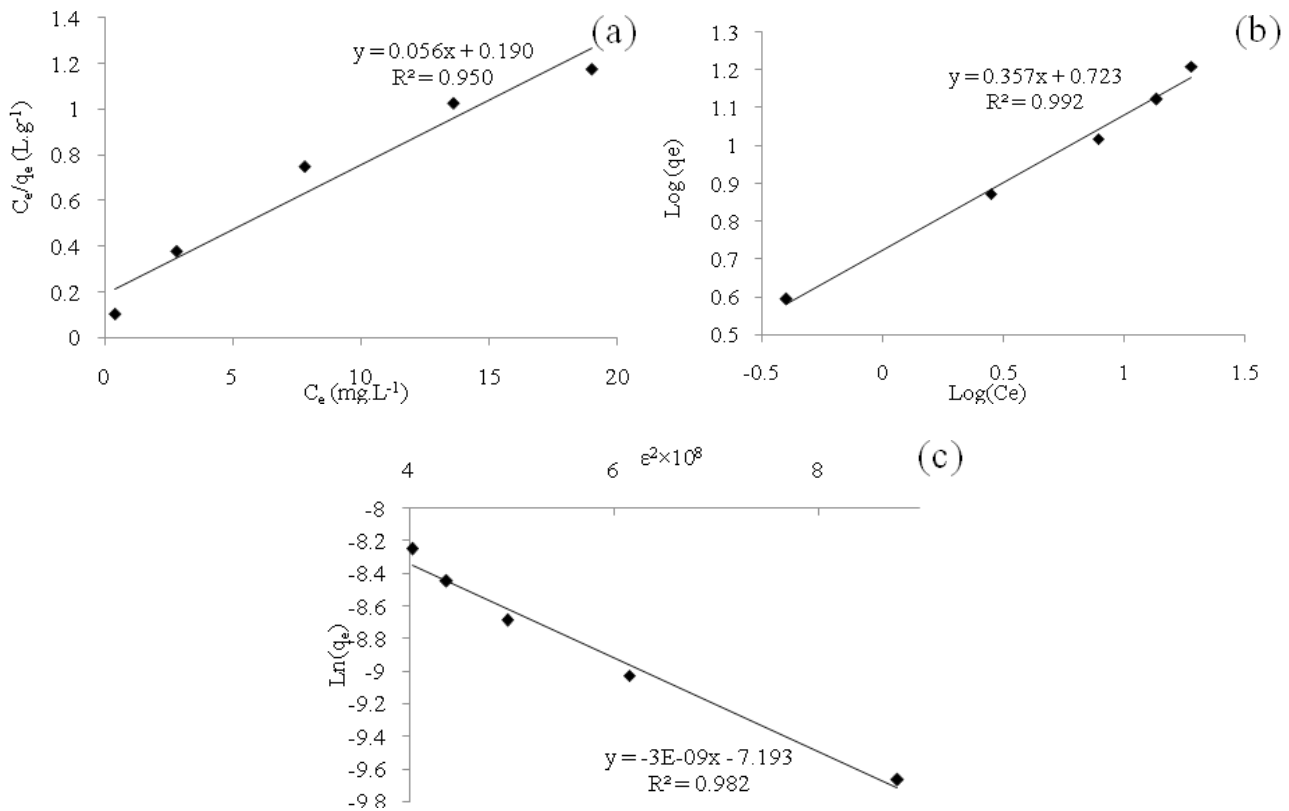 (a)
y = 0.056x + 0.190
R² = 0.950
1.4
1.2
1
0.8
0.6
0.4
0.2
0
Cₑ/qₑ (L.g⁻¹)
0
5
10
15
20
Cₑ (mg.L⁻¹)
(b)
y = 0.357x + 0.723
R² = 0.992
1.3
1.2
1.1
1
0.9
0.8
0.7
0.6
0.5
Log (qe)
-0.5
0
0.5
1
1.5
Log(Ce)
(c)
4
6
8
ε²×10⁸
-8
-8.2
-8.4
-8.6
-8.8
-9
-9.2
-9.4
-9.6
-9.8
Ln(qₑ)
y = -3E-09x - 7.193
R² = 0.982